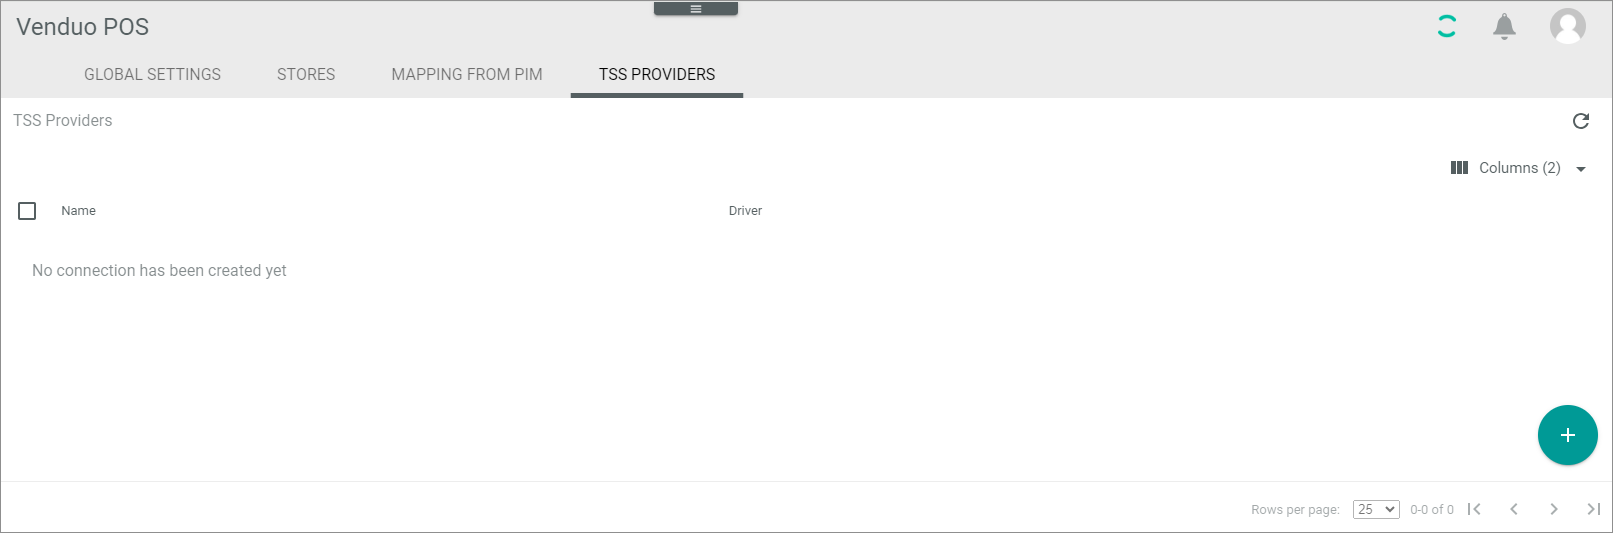 Venduo POS
GLOBAL SETTINGS STORES MAPPING FROM PIM TSS PROVIDERS
TSS Providers
Columns (2)
Name Driver
No connection has been created yet
Rows per page: 25 0-0 of 0